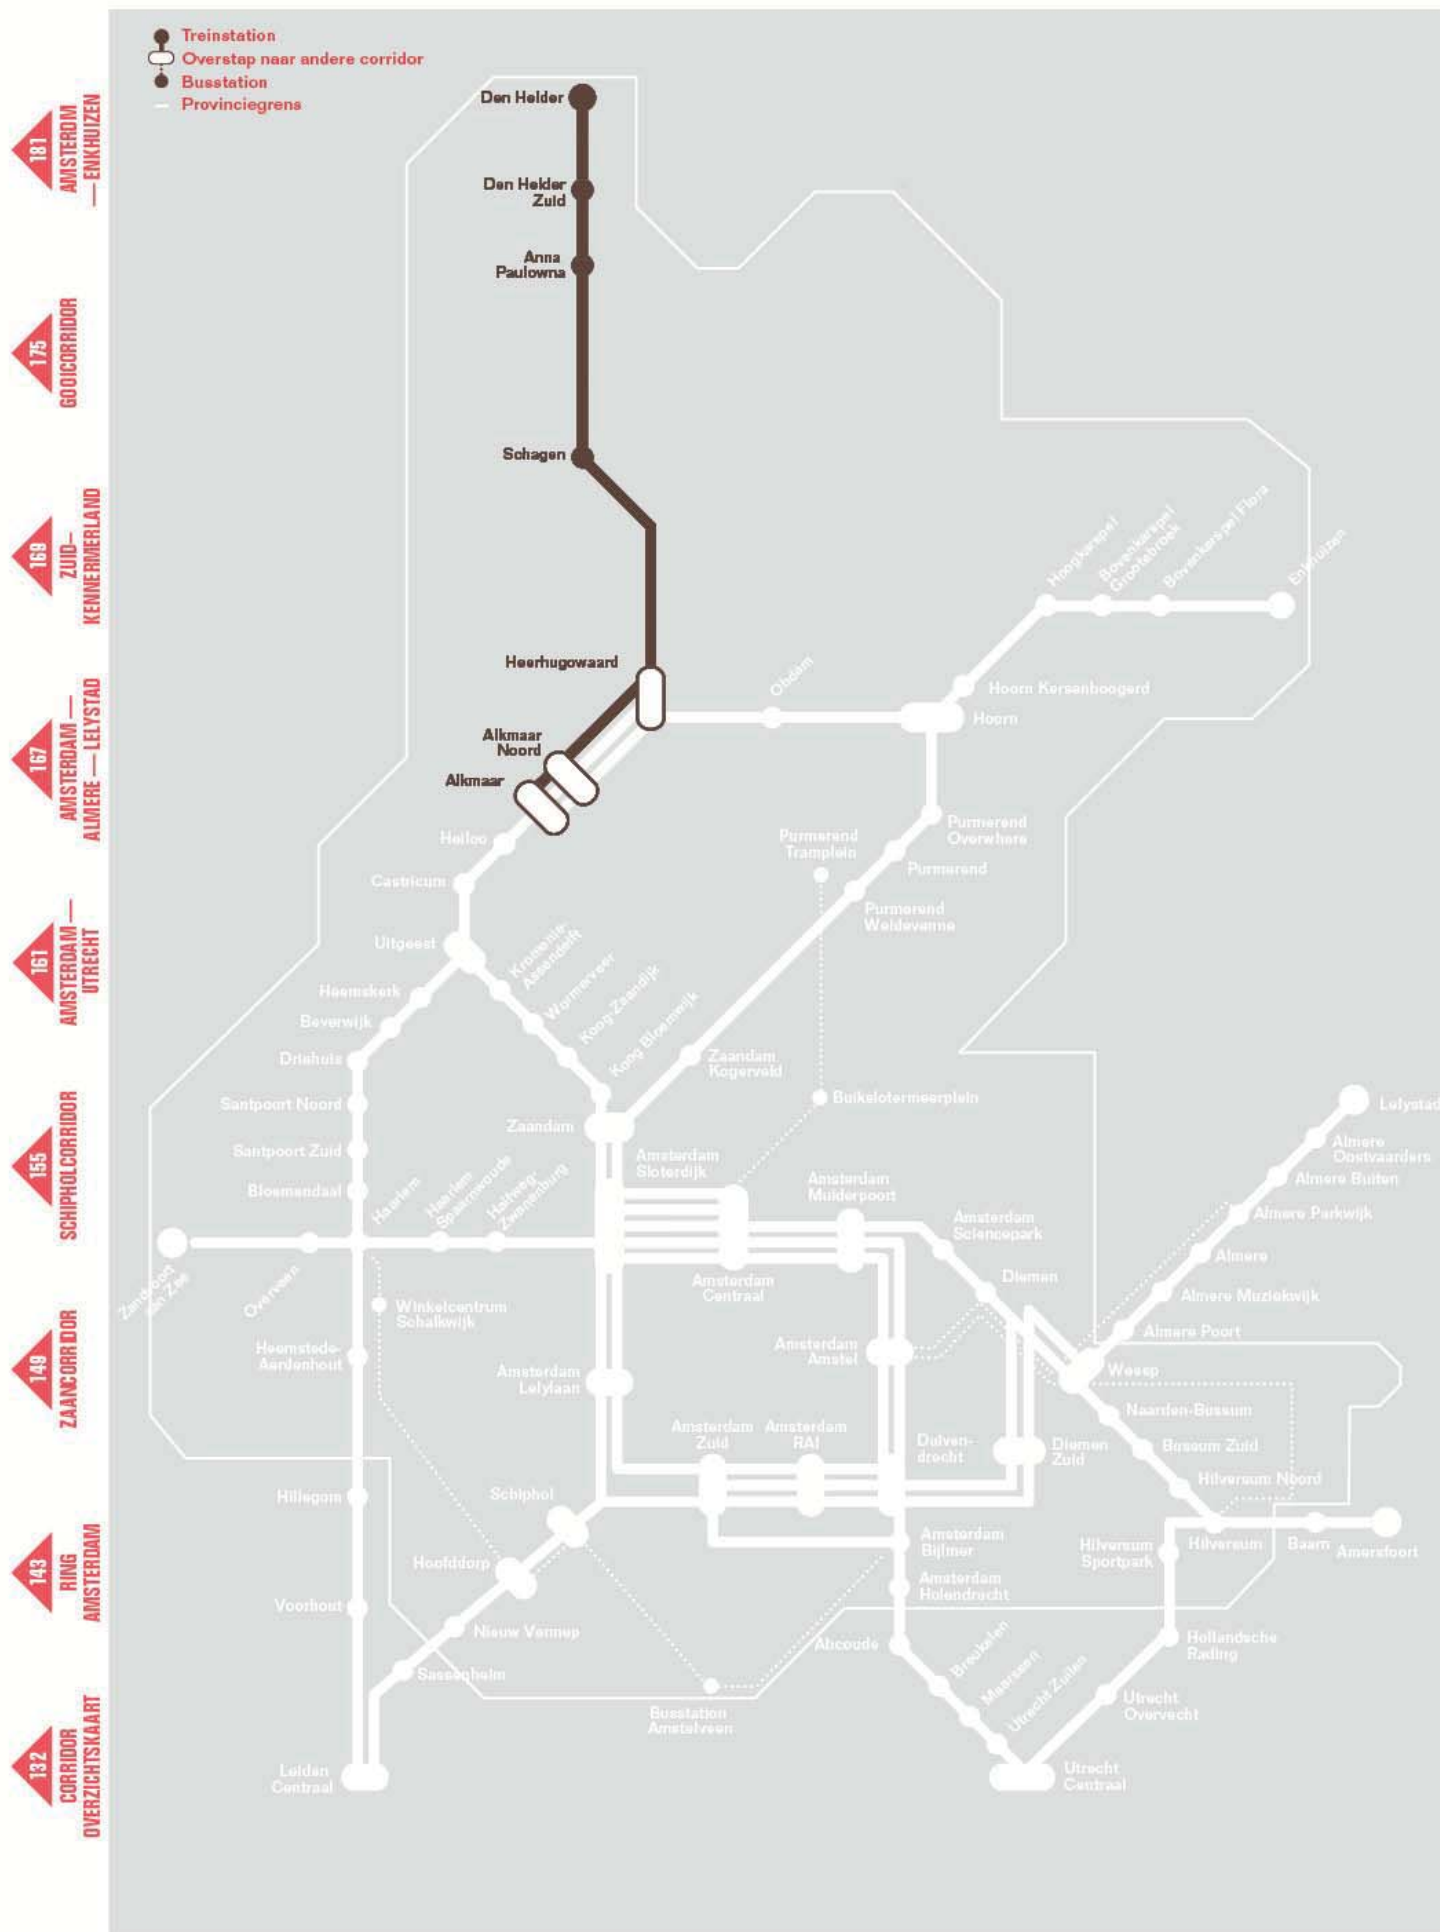 Treinstation
Overstap naar andere corridor
Busstation
Provinciegrens
181
AMSTERDOM
— ENKHUIZEN
175
GOOICORRIDOR
169
ZUID–
KENNERMERLAND
167
AMSTERDAM —
ALMERE — LELYSTAD
161
AMSTERDAM —
UTRECHT
155
SCHIPHOLCORRIDOR
149
ZAANCORRIDOR
143
RING
AMSTERDAM
132
CORRIDOR
OVERZICHTSKAART
Den Helder
Den Helder
Zuid
Anna
Paulowna
Schagen
Heerhugowaard
Alkmaar
Noord
Alkmaar
Hoogkarspel
Bovenkarspel
Grootebroek
Bovenkarspel Flora
Enkhuizen
Obdam
Hoorn Kersenboogerd
Hoorn
Heiloo
Castricum
Uitgeest
Purmerend
Overwhere
Purmerend
Tramplein
Purmerend
Purmerend
Weidevenne
Krommenie-
Assendelft
Wormerveer
Koog-Zaandijk
Koog Bloemwijk
Heemskerk
Beverwijk
Driehuis
Zaandam
Kogerveld
Buikslotermeerplein
Lelystad
Santpoort Noord
Zaandam
Almere
Oostvaarders
Santpoort Zuid
Amsterdam
Sloterdijk
Almere Buiten
Bloemendaal
Haarlem
Haarlem
Spaarnwoude
Halfweg-
Zwanenburg
Amsterdam
Muiderpoort
Almere Parkwijk
Amsterdam
Sciencepark
Almere
Zandvoort
aan Zee
Overveen
Amsterdam
Centraal
Diemen
Almere Muziekwijk
Winkelcentrum
Schalkwijk
Almere Poort
Heemstede-
Aerdenhout
Amsterdam
Amstel
Amsterdam
Lelylaan
Weesp
Naarden-Bussum
Amsterdam
Zuid
Amsterdam
RAI
Duiven-
drecht
Diemen
Zuid
Bussum Zuid
Hilversum Noord
Hillegom
Schiphol
Amsterdam
Bijlmer
Hilversum
Sportpark
Hilversum
Baarn
Amersfoort
Hoofddorp
Amsterdam
Holendrecht
Voorhout
Nieuw Vennep
Abcoude
Breukelen
Maarssen
Utrecht Zuilen
Hollandsche
Rading
Sassenheim
Busstation
Amstelveen
Utrecht
Overvecht
Leiden
Centraal
Utrecht
Centraal